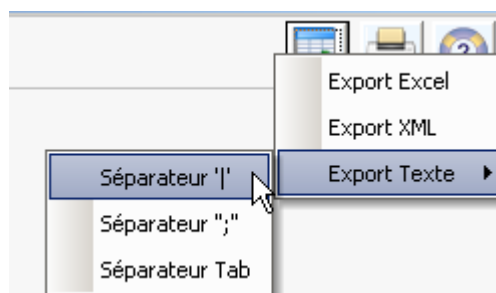 Export Excel
Export XML
Export Texte
Séparateur '|'
Séparateur ";"
Séparateur Tab